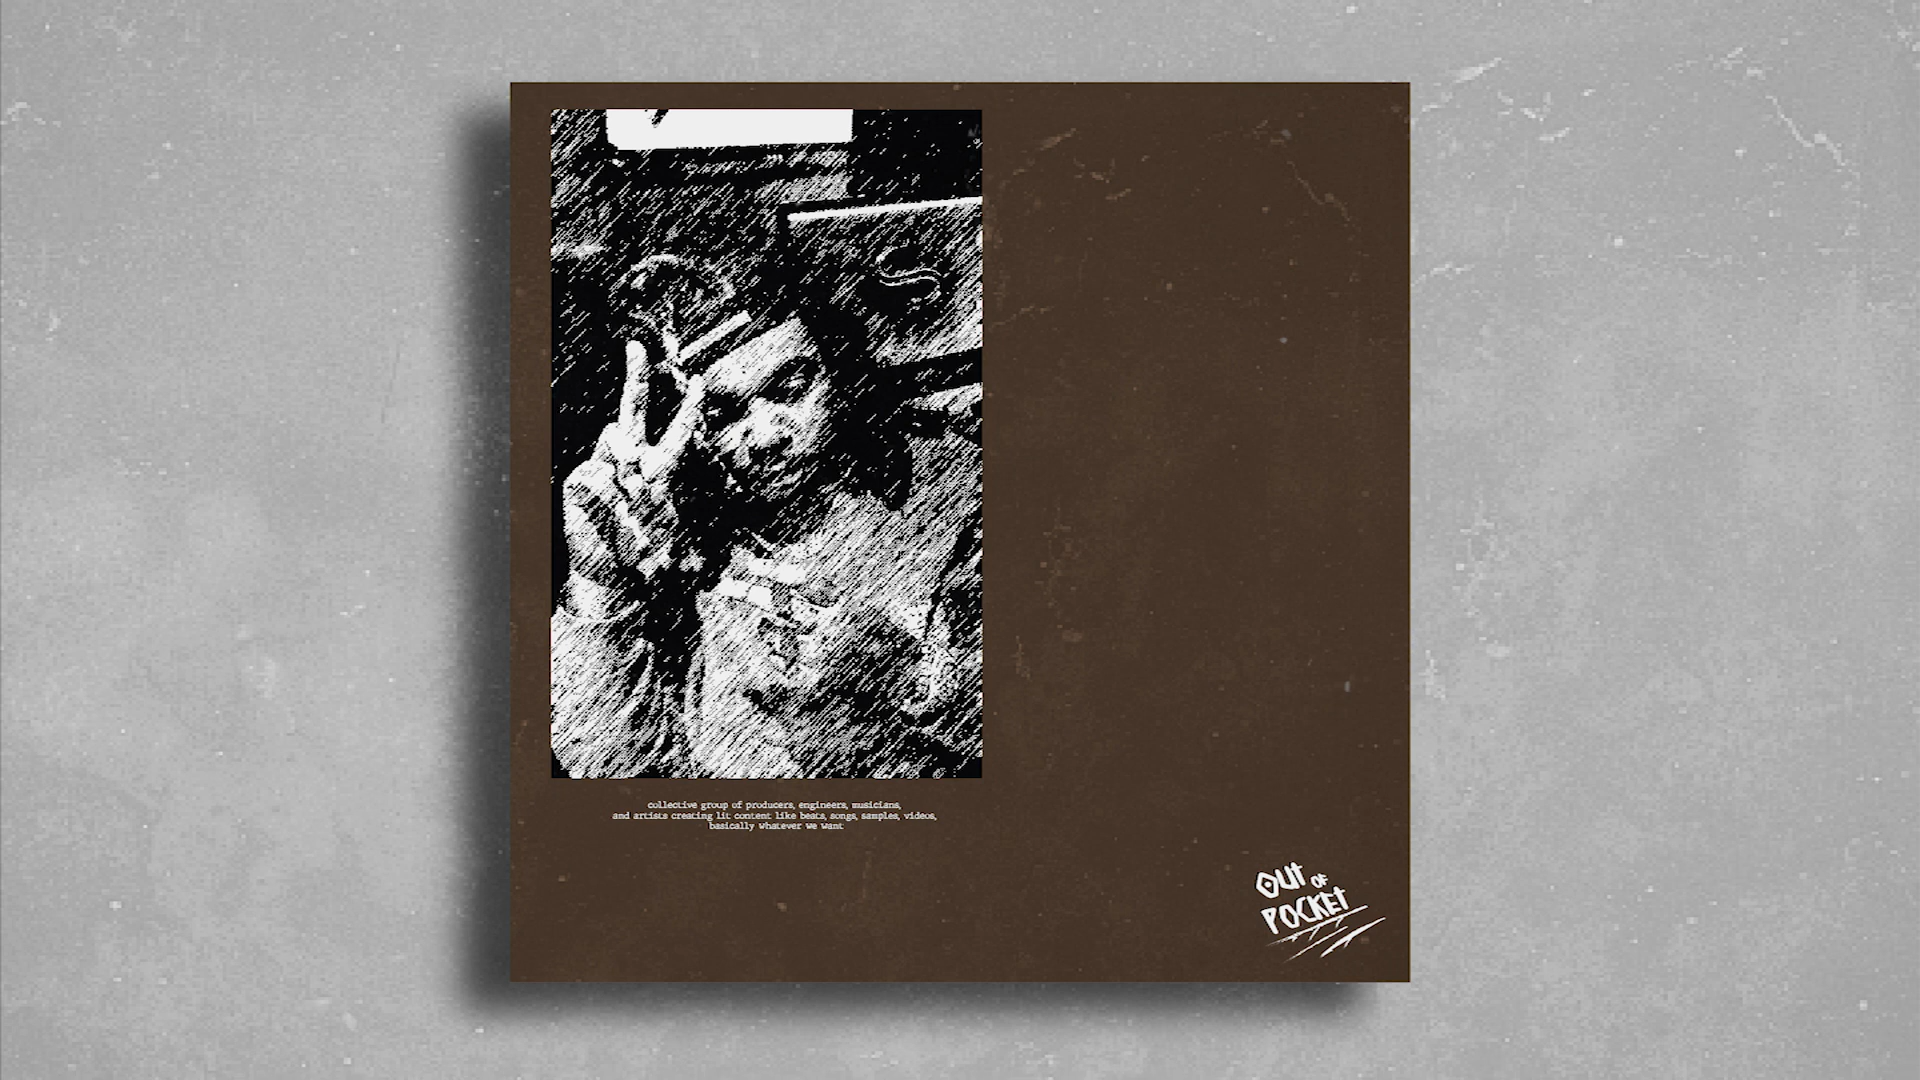 collective group of producers, engineers, musicians,
and artists creating lit content like beats, songs, samples, videos,
basically whatever we want
OUT OF
POCKET